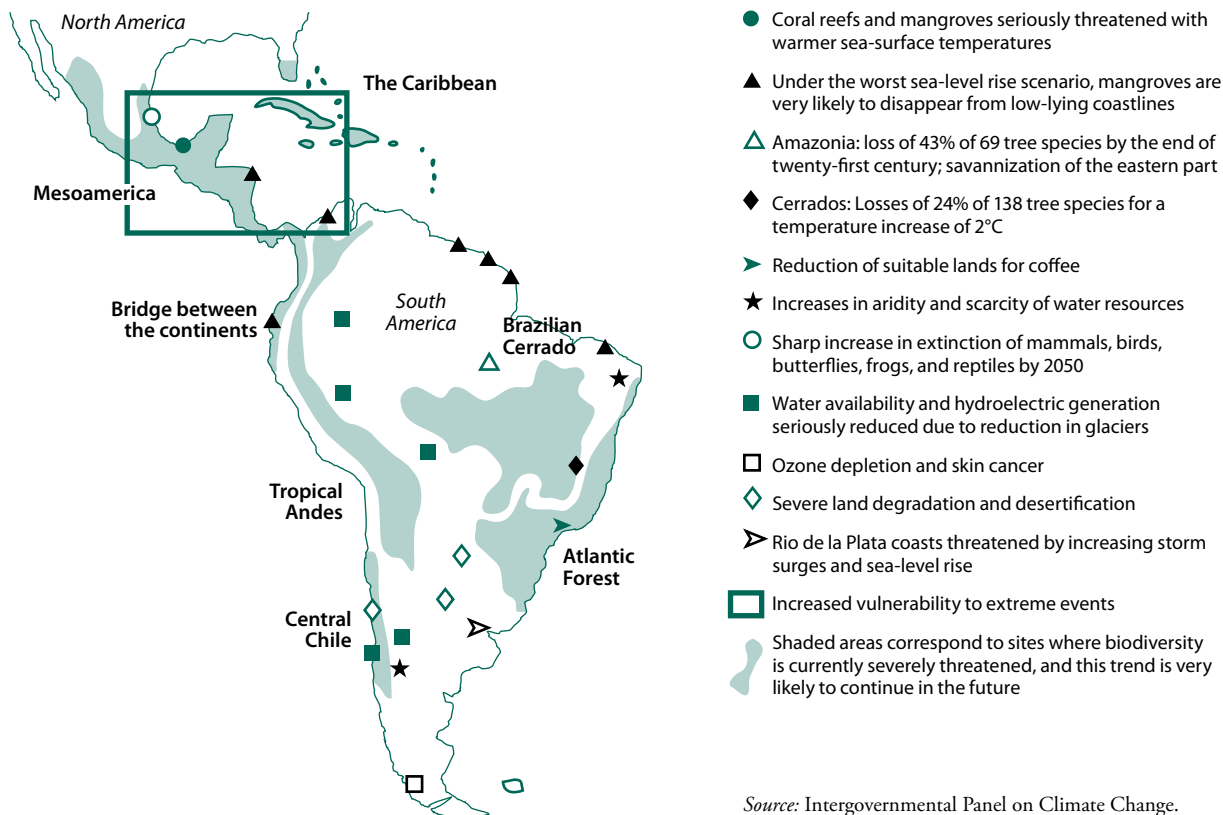 North America
The Caribbean
Mesoamerica
Bridge between
the continents
South
America
Brazilian
Cerrado
Tropical
Andes
Atlantic
Forest
Central
Chile
Coral reefs and mangroves seriously threatened with
warmer sea-surface temperatures
Under the worst sea-level rise scenario, mangroves are
very likely to disappear from low-lying coastlines
Amazonia: loss of 43% of 69 tree species by the end of
twenty-first century; savannization of the eastern part
Cerrados: Losses of 24% of 138 tree species for a
temperature increase of 2°C
Reduction of suitable lands for coffee
Increases in aridity and scarcity of water resources
Sharp increase in extinction of mammals, birds,
butterflies, frogs, and reptiles by 2050
Water availability and hydroelectric generation
seriously reduced due to reduction in glaciers
Ozone depletion and skin cancer
Severe land degradation and desertification
Rio de la Plata coasts threatened by increasing storm
surges and sea-level rise
Increased vulnerability to extreme events
Shaded areas correspond to sites where biodiversity
is currently severely threatened, and this trend is very
likely to continue in the future
Source: Intergovernmental Panel on Climate Change.